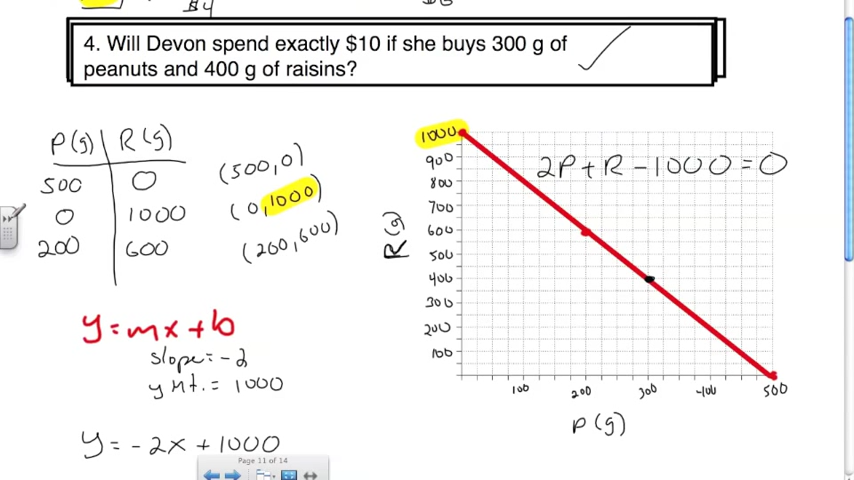 $4
4. Will Devon spend exactly $10 if she buys 300 g of
peanuts and 400 g of raisins?
P(g) R(g)
500 0
0 1000
200 600
(500,0)
(0,1000)
(200,600)
y=mx+b
slope=-2
y int. = 1000
y = -2x + 1000
2P+R-1000=0
R(g)
1000
900
800
700
600
500
400
300
200
100
100 200 300 400 500
P(g)
Page 11 of 14